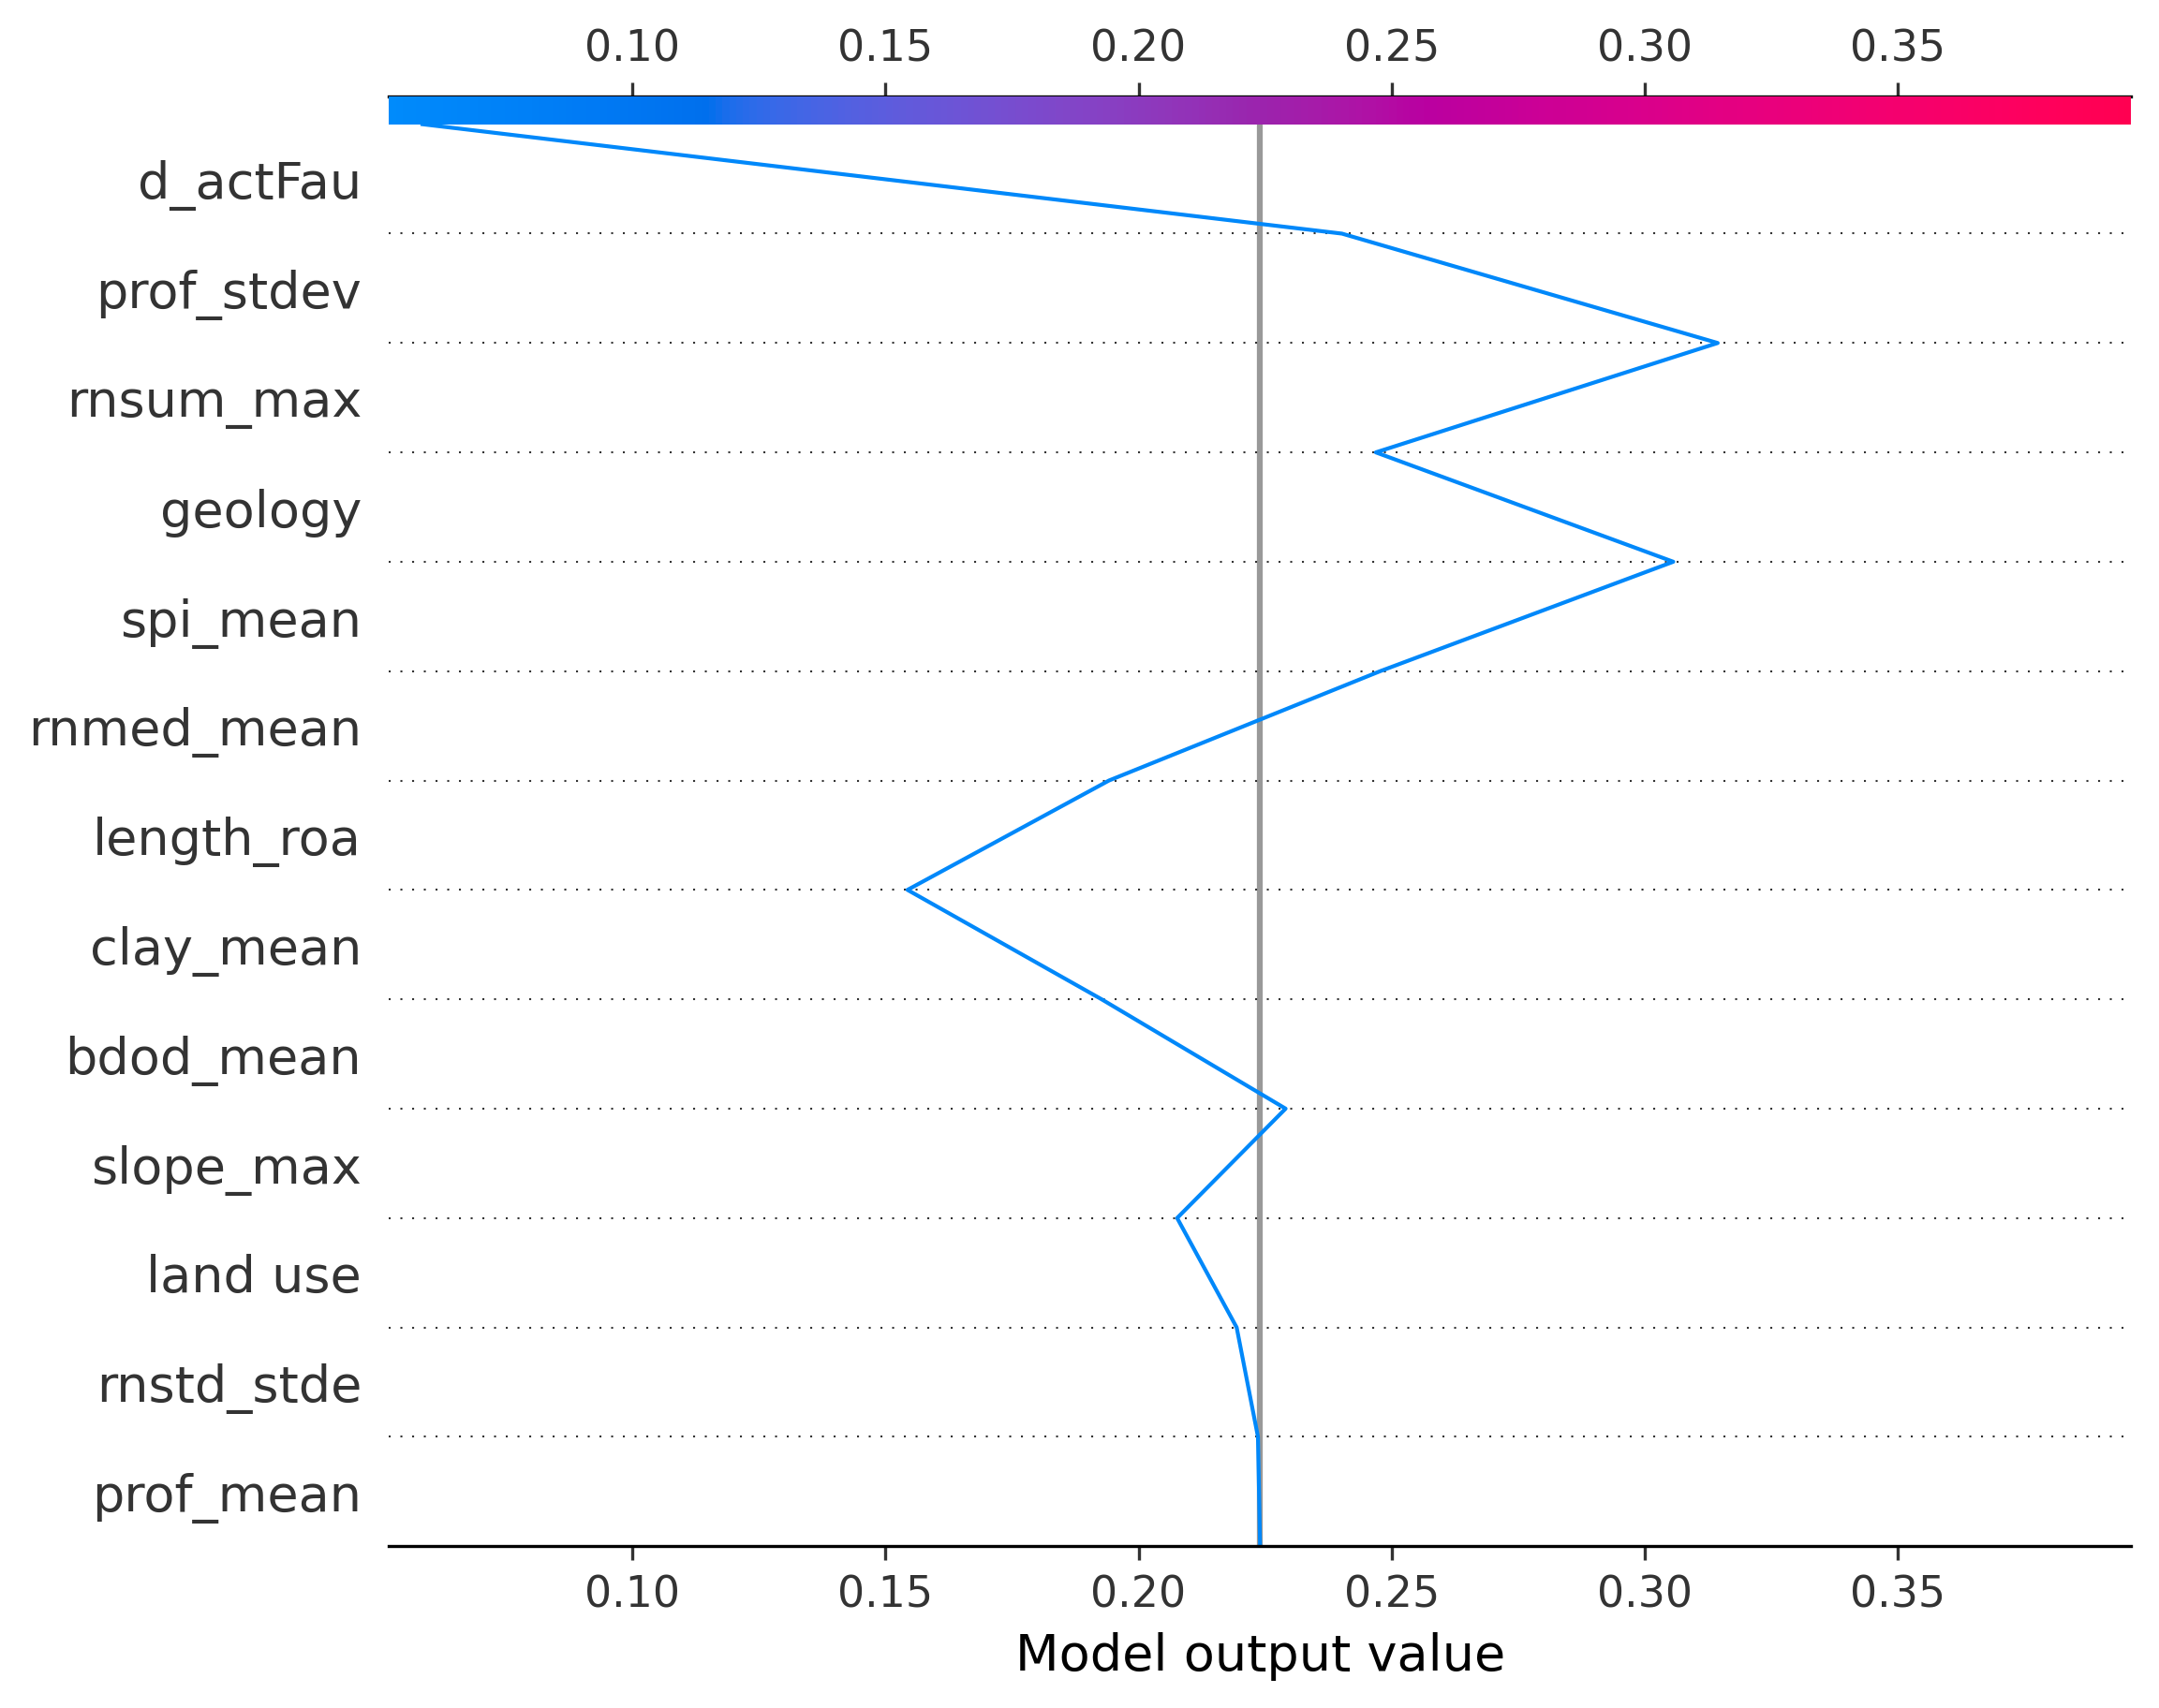 0.10 0.15 0.20 0.25 0.30 0.35
d_actFau
prof_stdev
rnsum_max
geology
spi_mean
rnmed_mean
length_roa
clay_mean
bdod_mean
slope_max
land use
rnstd_stde
prof_mean
0.10 0.15 0.20 0.25 0.30 0.35
Model output value